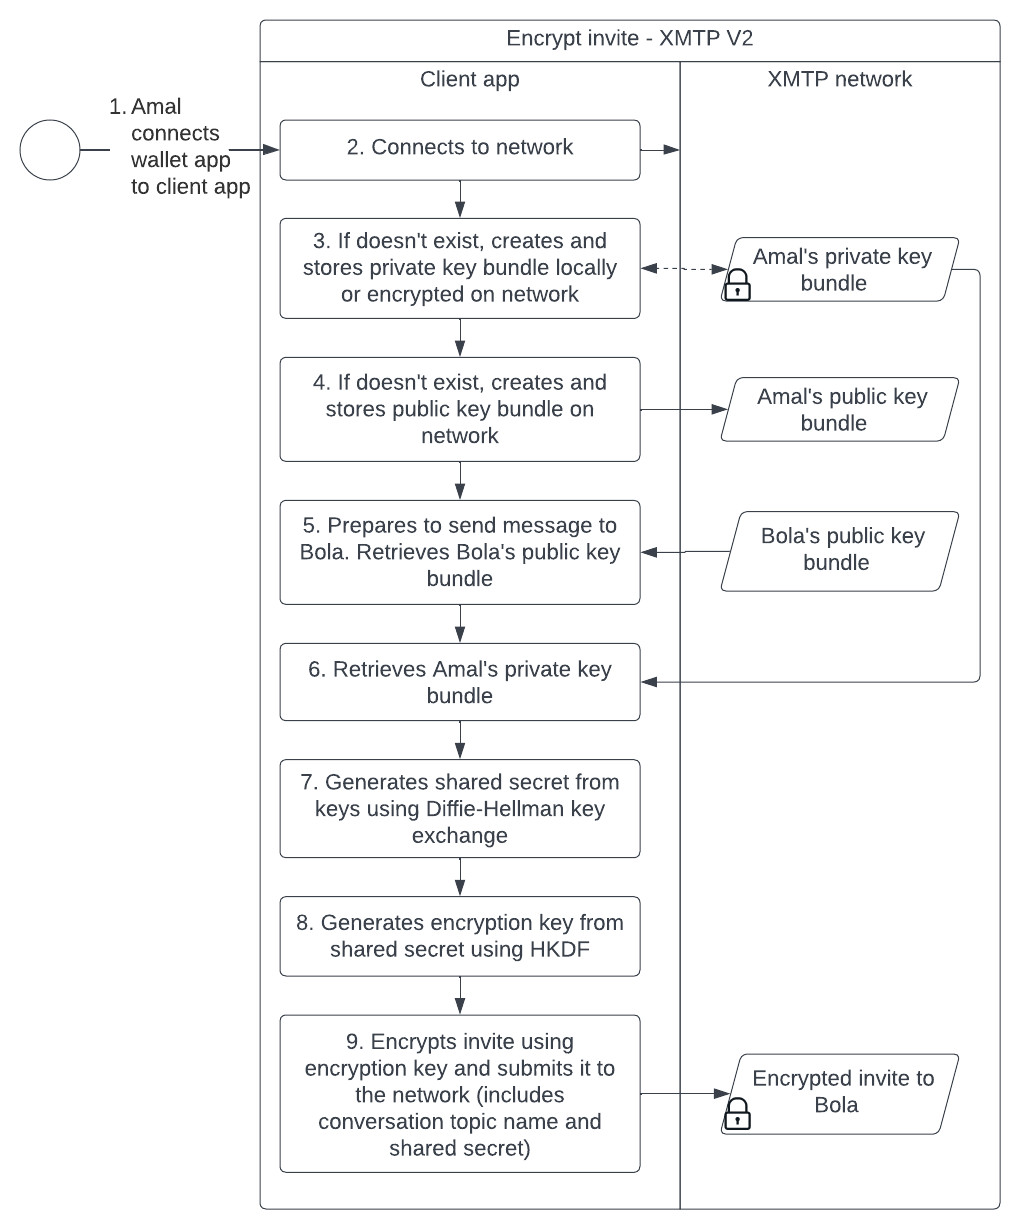 Encrypt invite - XMTP V2
Client app
XMTP network
1. Amal
connects
wallet app
to client app
2. Connects to network
3. If doesn't exist, creates and
stores private key bundle locally
or encrypted on network
Amal's private key
bundle
4. If doesn't exist, creates and
stores public key bundle on
network
Amal's public key
bundle
5. Prepares to send message to
Bola. Retrieves Bola's public key
bundle
Bola's public key
bundle
6. Retrieves Amal's private key
bundle
7. Generates shared secret from
keys using Diffie-Hellman key
exchange
8. Generates encryption key from
shared secret using HKDF
9. Encrypts invite using
encryption key and submits it to
the network (includes
conversation topic name and
shared secret)
Encrypted invite to
Bola